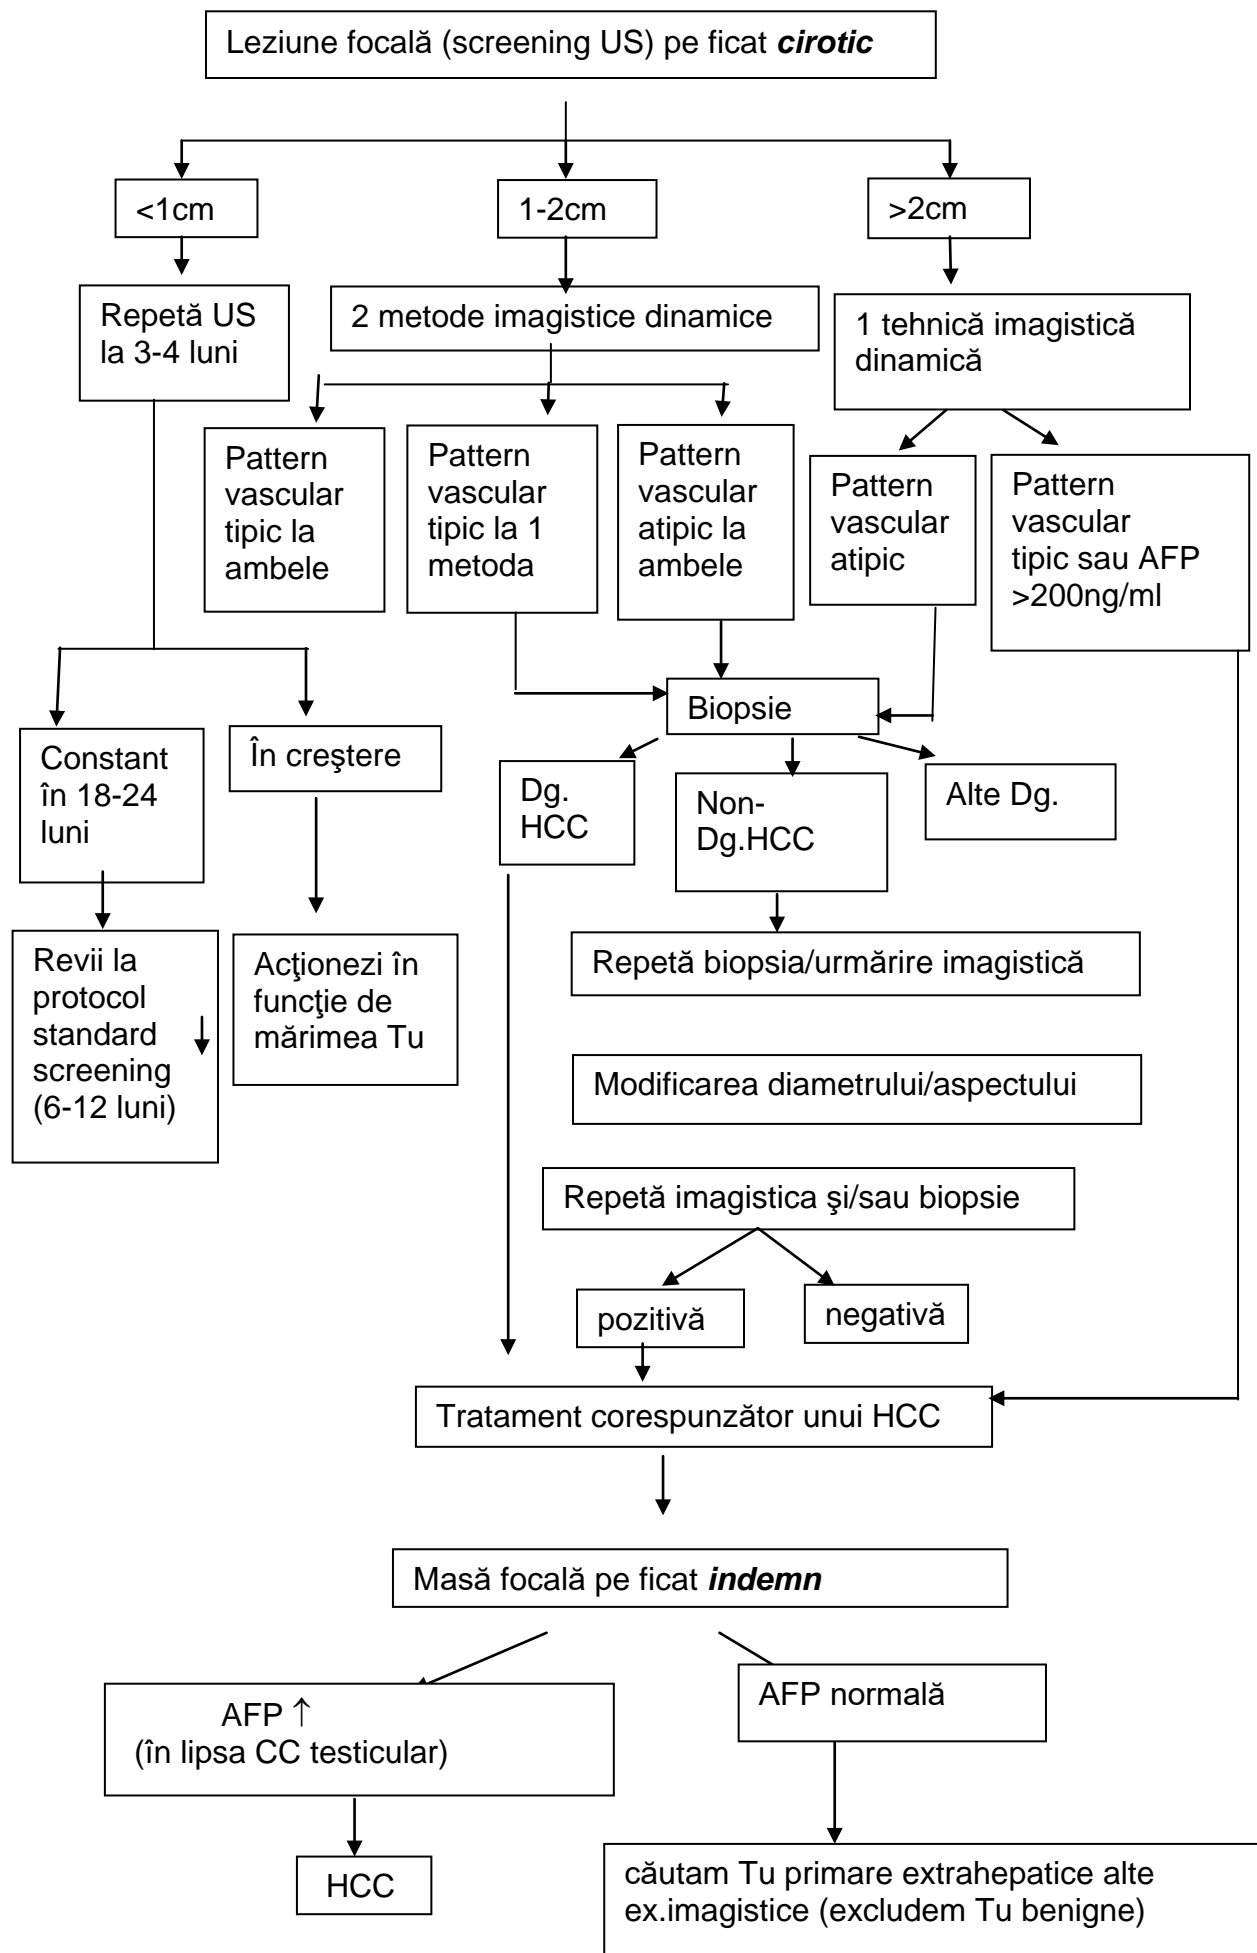 Leziune focală (screening US) pe ficat cirotic
<1cm
1-2cm
>2cm
Repetă US
la 3-4 luni
2 metode imagistice dinamice
1 tehnică imagistică
dinamică
Pattern
vascular
tipic la
ambele
Pattern
vascular
tipic la 1
metoda
Pattern
vascular
atipic la
ambele
Pattern
vascular
atipic
Pattern
vascular
tipic sau AFP
>200ng/ml
Biopsie
Constant
în 18-24
luni
În creştere
Dg.
HCC
Non-
Dg.HCC
Alte Dg.
Revii la
protocol
standard
screening
(6-12 luni)
Acţionezi în
funcţie de
mărimea Tu
Repetă biopsia/urmărire imagistică
Modificarea diametrului/aspectului
Repetă imagistica şi/sau biopsie
pozitivă
negativă
Tratament corespunzător unui HCC
Masă focală pe ficat indemn
AFP ↑
(în lipsa CC testicular)
AFP normală
HCC
căutam Tu primare extrahepatice alte
ex.imagistice (excludem Tu benigne)